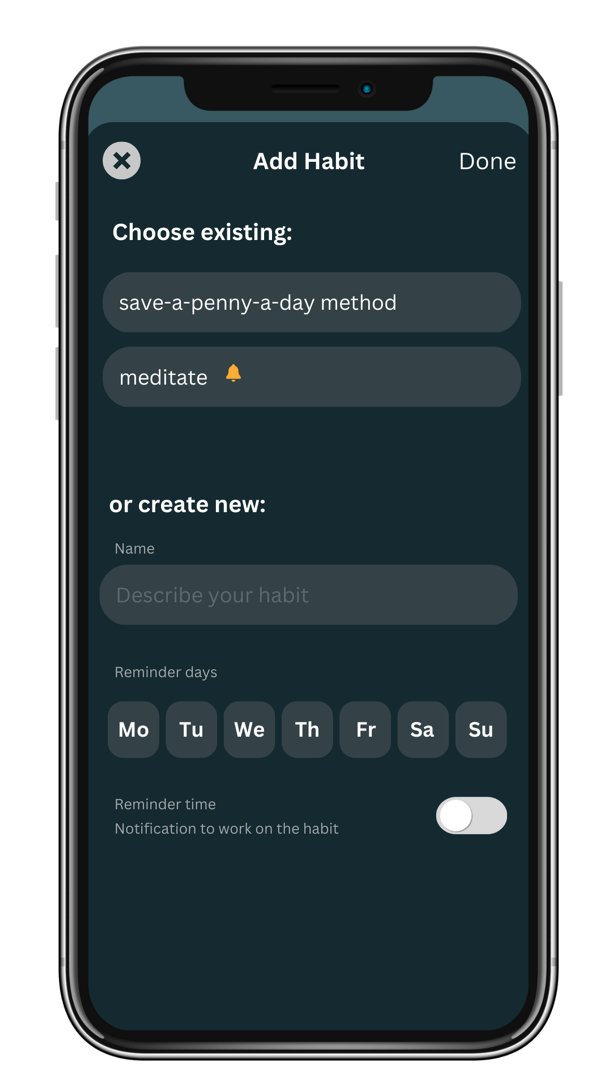 Add Habit
Done
Choose existing:
save-a-penny-a-day method
meditate
or create new:
Name
Describe your habit
Reminder days
Mo Tu We Th Fr Sa Su
Reminder time
Notification to work on the habit